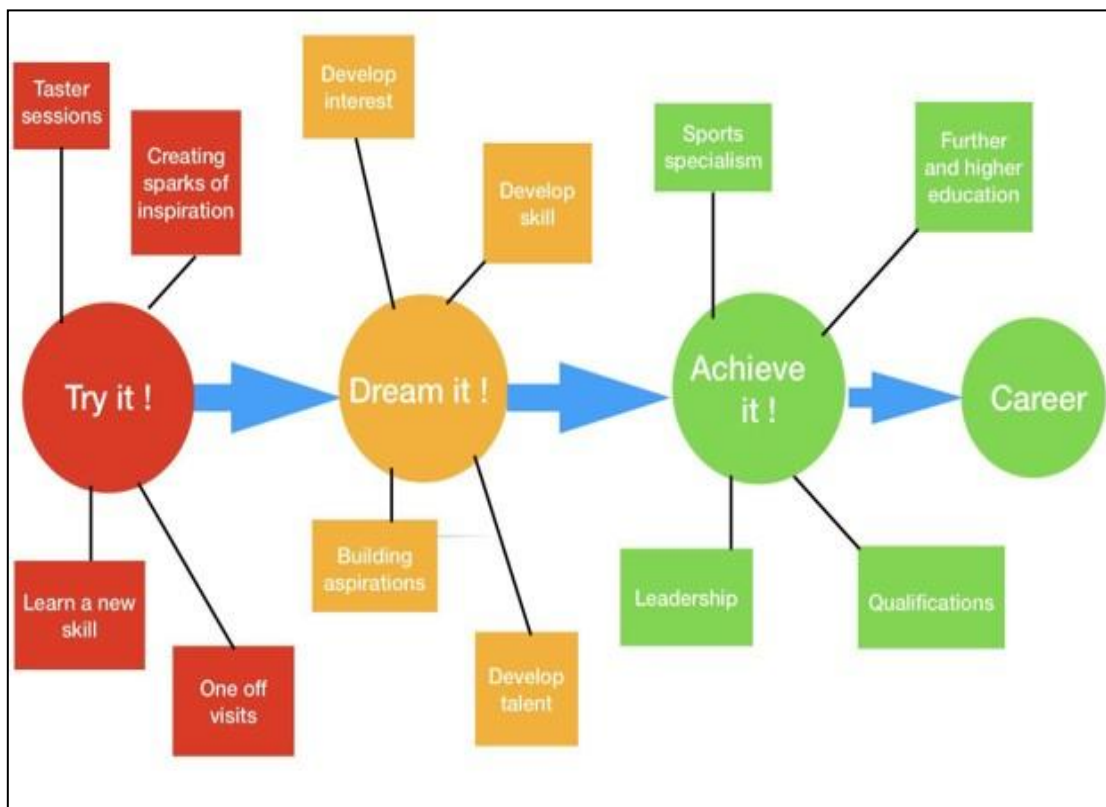 Taster
sessions
Creating
sparks of
inspiration
Try it !
Learn a new
skill
One off
visits
Develop
interest
Develop
skill
Dream it !
Building
aspirations
Develop
talent
Sports
specialism
Further
and higher
education
Achieve
it !
Leadership
Qualifications
Career